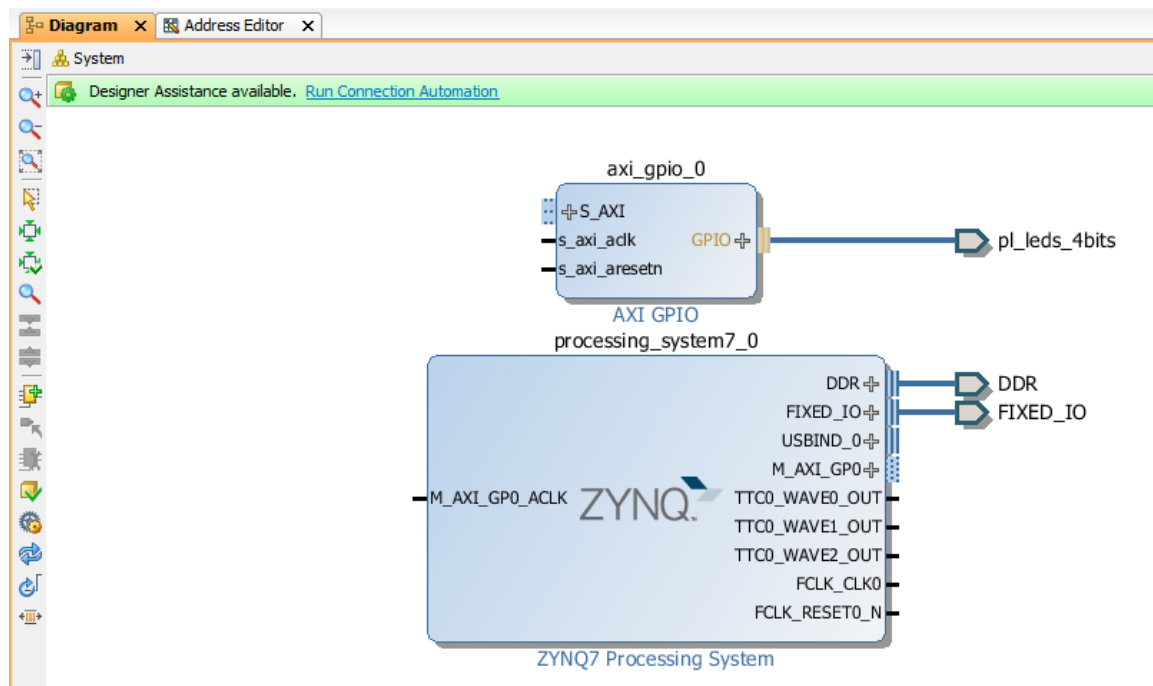 Diagram Address Editor
System
Designer Assistance available. Run Connection Automation
axi_gpio_0
S_AXI
s_axi_aclk GPIO pl_leds_4bits
s_axi_aresetn
AXI GPIO
processing_system7_0
DDR DDR
FIXED_IO FIXED_IO
USBIND_0
M_AXI_GP0
M_AXI_GP0_ACLK ZYNQ TTC0_WAVE0_OUT
TTC0_WAVE1_OUT
TTC0_WAVE2_OUT
FCLK_CLK0
FCLK_RESET0_N
ZYNQ7 Processing System